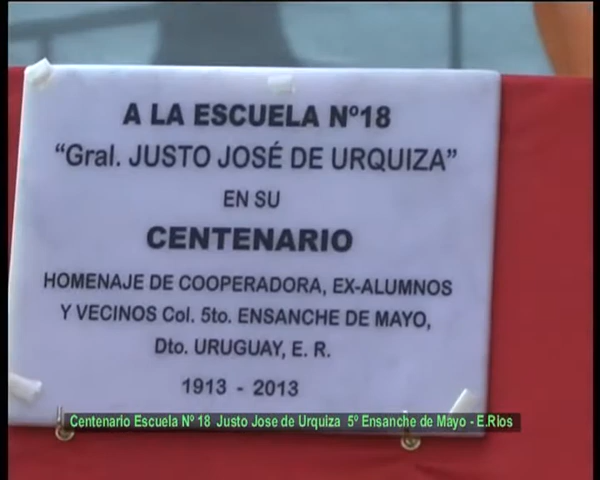 A LA ESCUELA Nº18
“Gral. JUSTO JOSÉ DE URQUIZA”
EN SU
CENTENARIO
HOMENAJE DE COOPERADORA, EX-ALUMNOS
Y VECINOS Col. 5to. ENSANCHE DE MAYO,
Dto. URUGUAY, E. R.
1913 - 2013
Centenario Escuela Nº 18 Justo Jose de Urquiza 5º Ensanche de Mayo - E.RIos